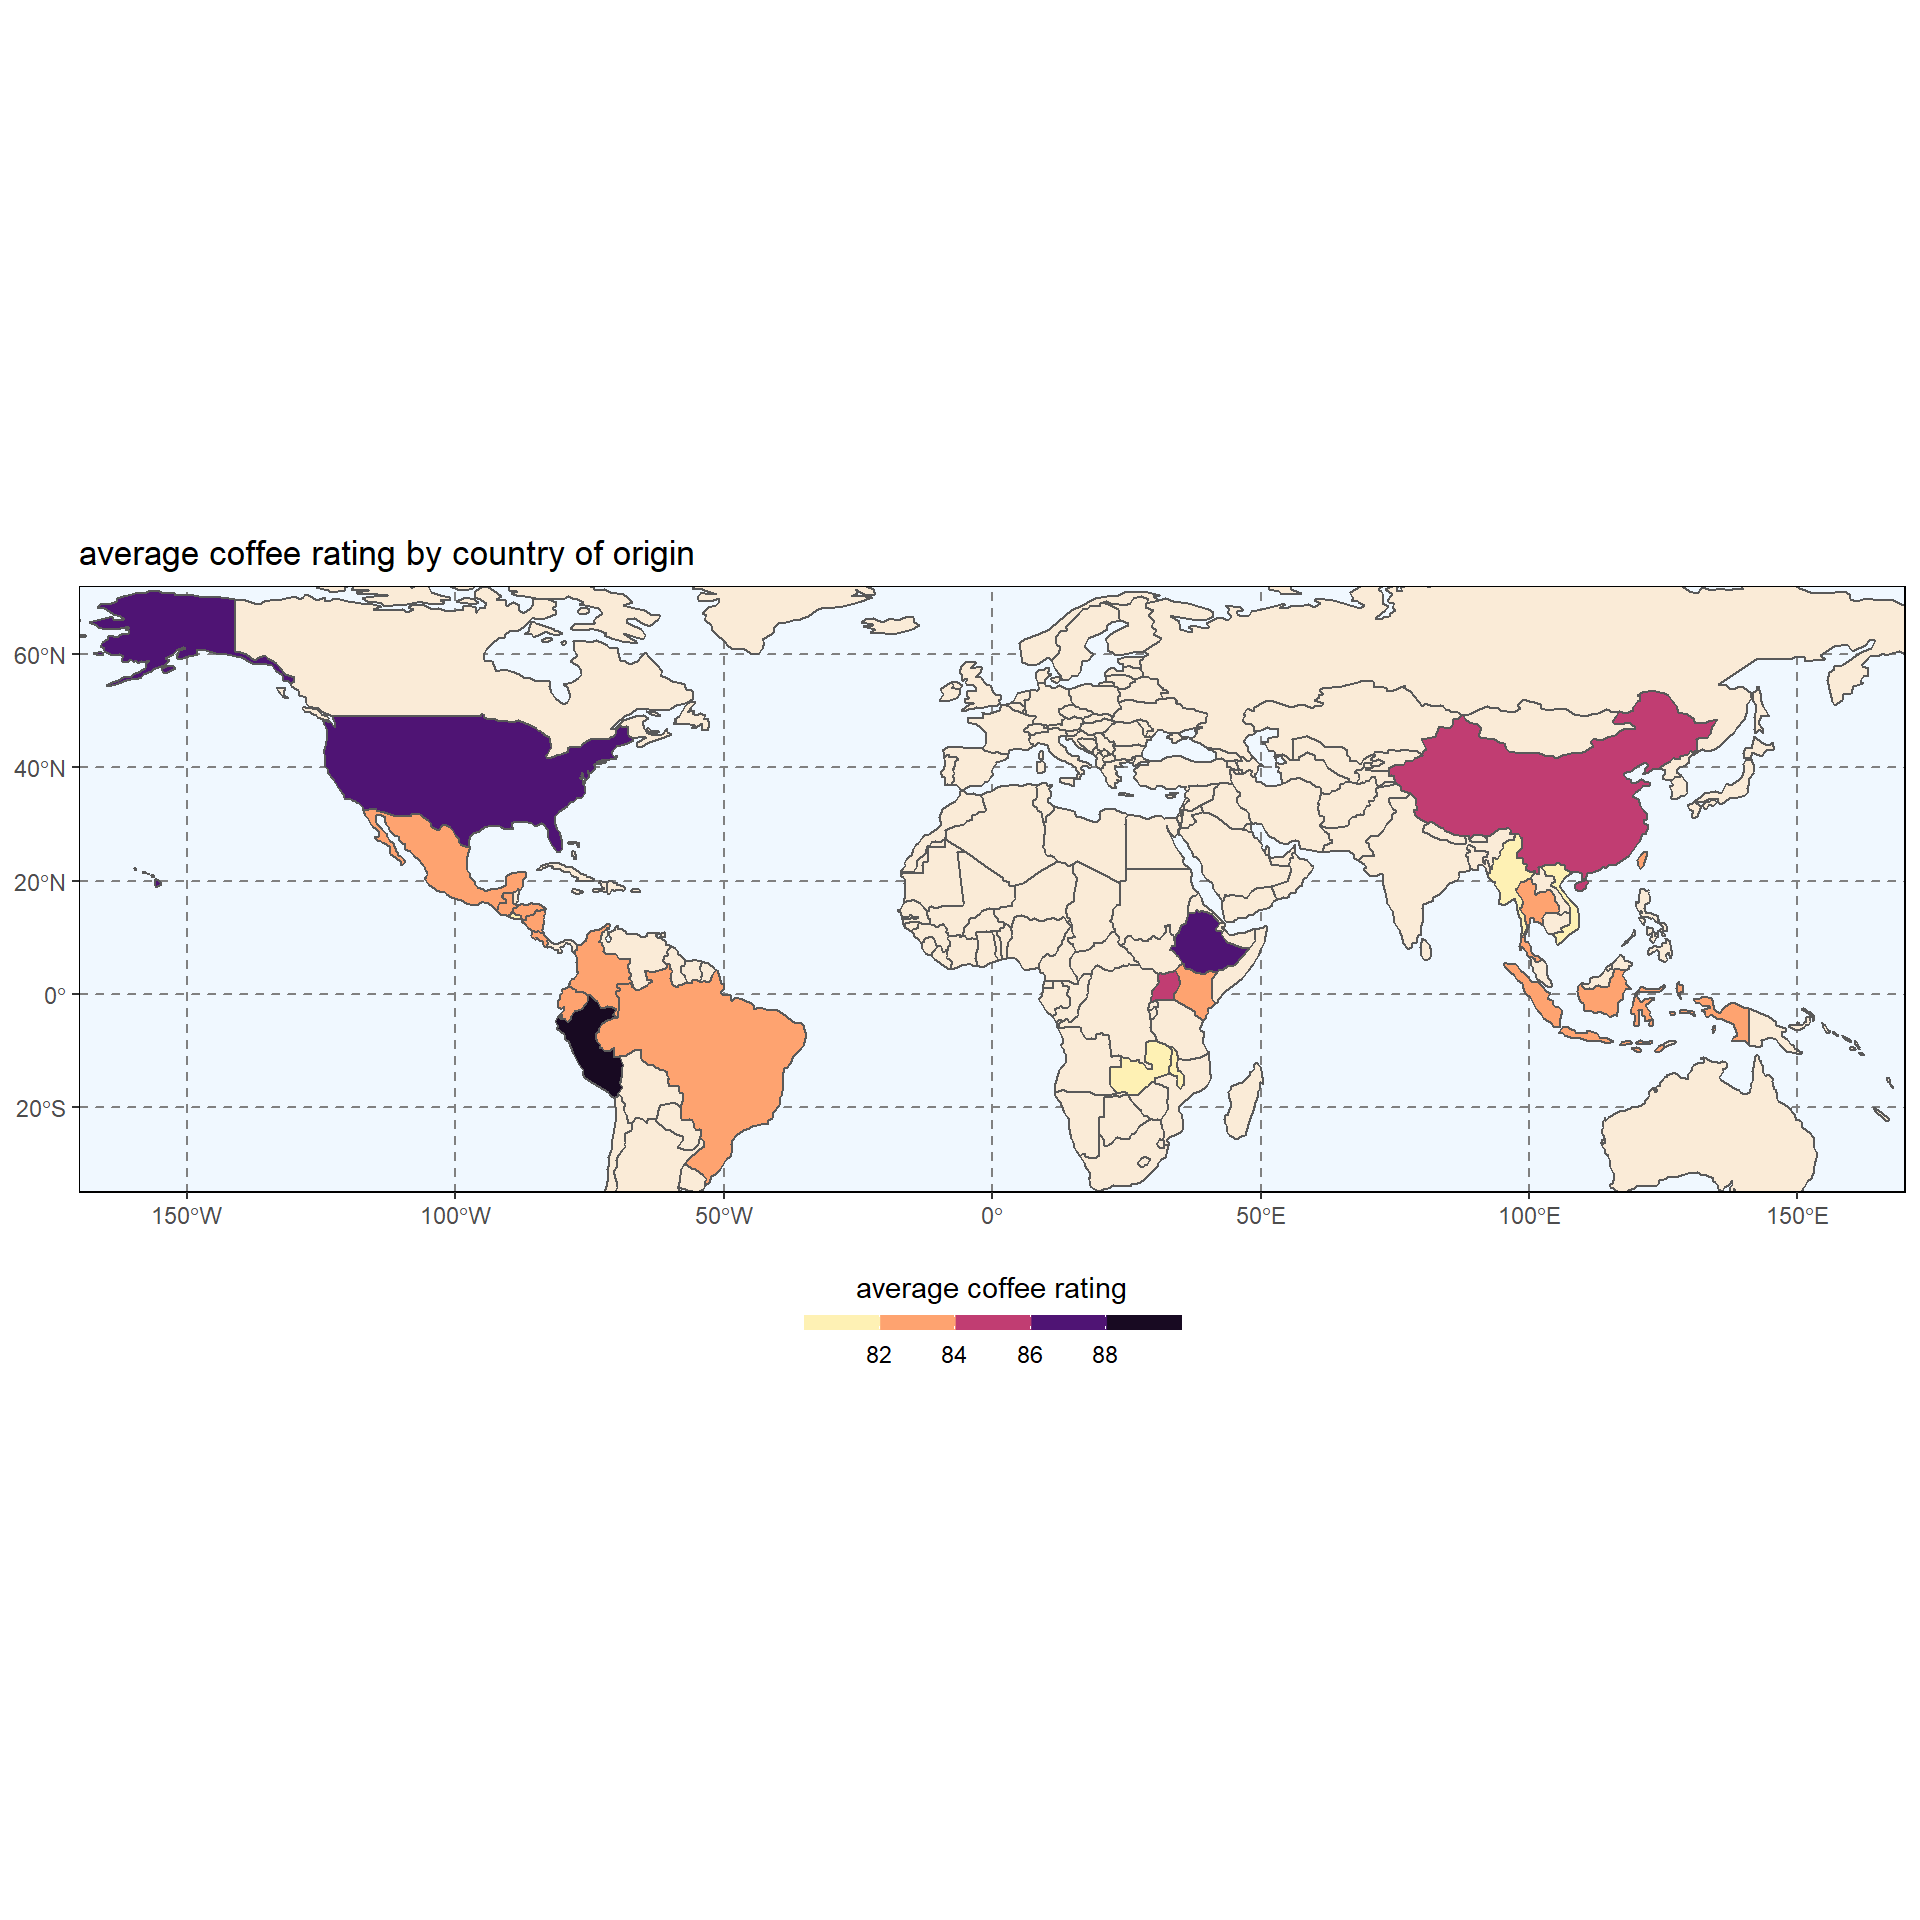 average coffee rating by country of origin
60°N
40°N
20°N
0°
20°S
150°W 100°W 50°W 0° 50°E 100°E 150°E
average coffee rating
82 84 86 88